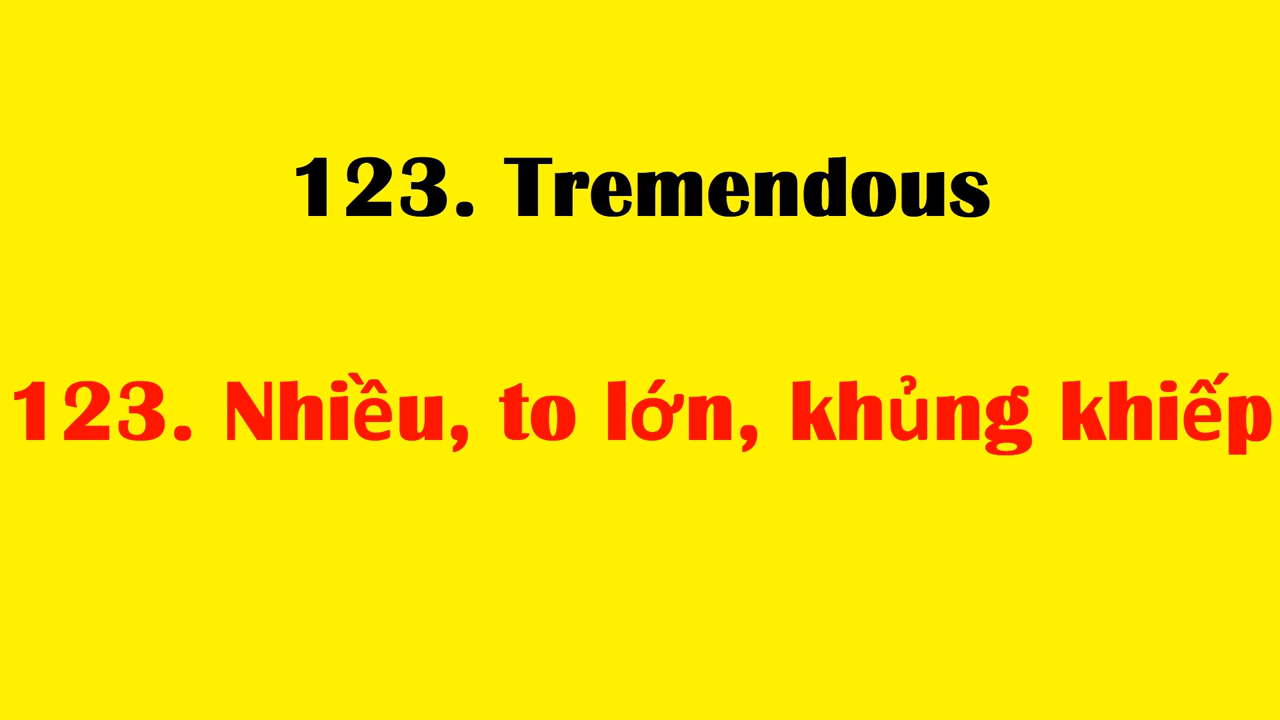 123. Tremendous
123. Nhiều, to lớn, khủng khiếp